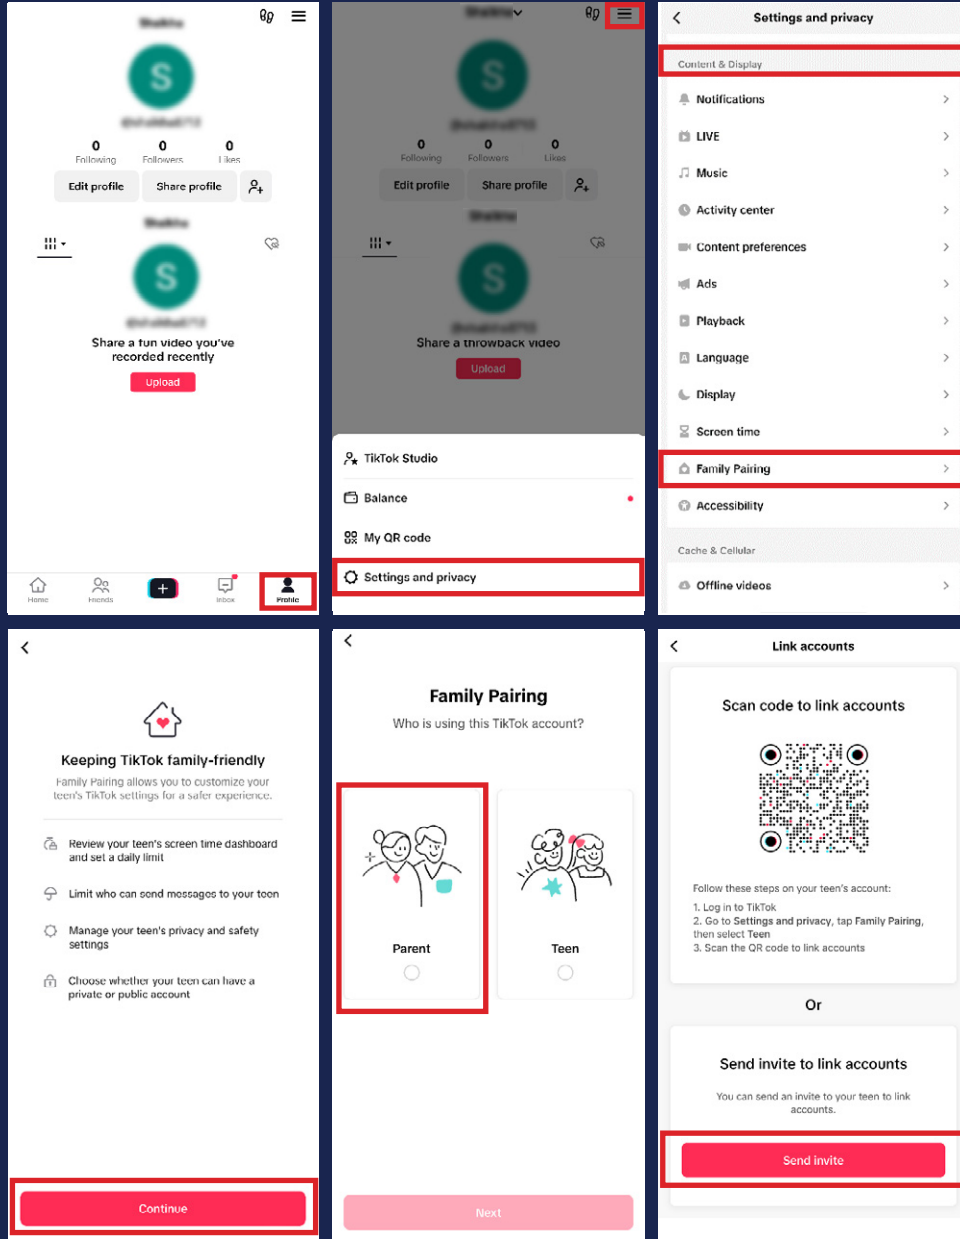 S
0 0 0
Following Followers Likes
Edit profile Share profile
S
Share a fun video you've
recorded recently
Upload
Home Friends Inbox Profile
S
0 0 0
Following Followers Likes
Edit profile Share profile
S
Share a throwback video
Upload
TikTok Studio
Balance
My QR code
Settings and privacy
Settings and privacy
Content & Display
Notifications
LIVE
Music
Activity center
Content preferences
Ads
Playback
Language
Display
Screen time
Family Pairing
Accessibility
Cache & Cellular
Offline videos
Keeping TikTok family-friendly
Family Pairing allows you to customize your
teen's TikTok settings for a safer experience.
Review your teen's screen time dashboard
and set a daily limit
Limit who can send messages to your teen
Manage your teen's privacy and safety
settings
Choose whether your teen can have a
private or public account
Continue
Family Pairing
Who is using this TikTok account?
Parent Teen
Next
Link accounts
Scan code to link accounts
Follow these steps on your teen's account:
1. Log in to TikTok
2. Go to Settings and privacy, tap Family Pairing,
then select Teen
3. Scan the QR code to link accounts
Or
Send invite to link accounts
You can send an invite to your teen to link
accounts.
Send invite